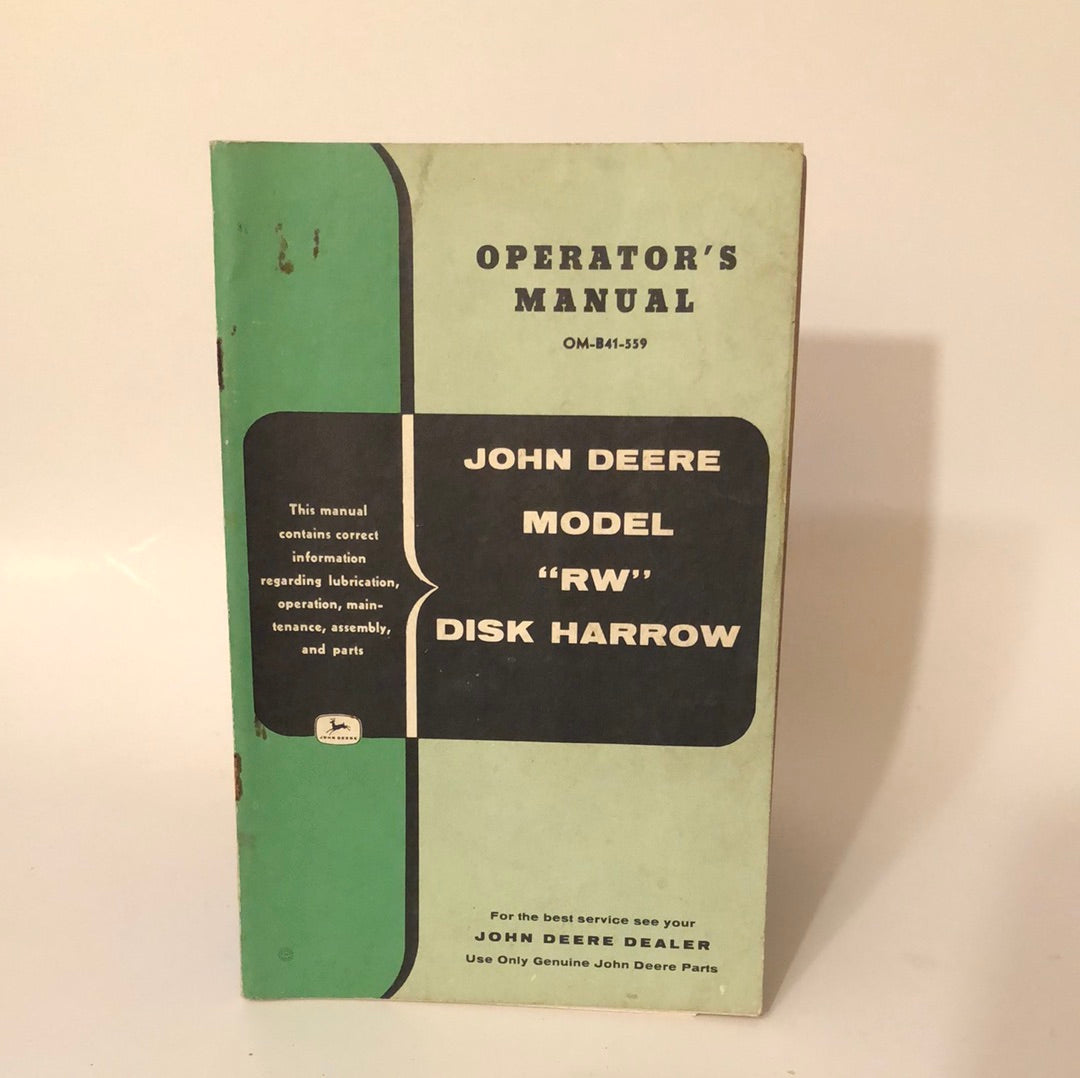 OPERATOR'S
MANUAL
OM-B41-559
This manual
contains correct
information
regarding lubrication,
operation, main-
tenance, assembly,
and parts
JOHN DEERE
MODEL
“RW”
DISK HARROW
JOHN DEERE
For the best service see your
JOHN DEERE DEALER
Use Only Genuine John Deere Parts